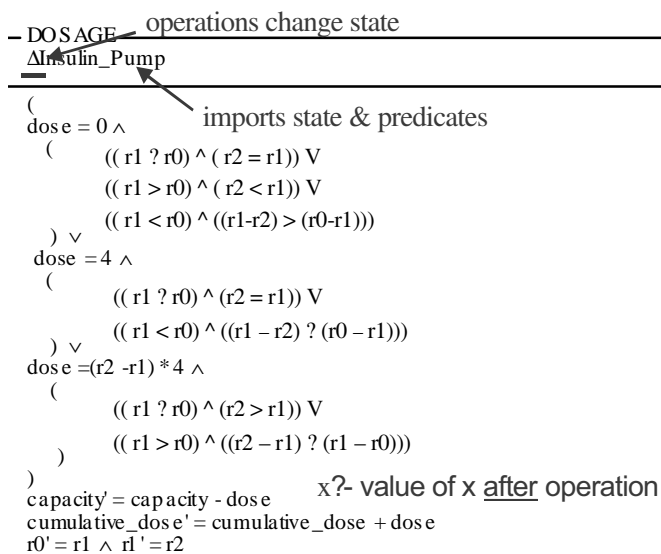 operations change state
DOSAGE
ΔInsulin_Pump
imports state & predicates
(
dose = 0 ∧
(
(( r1 ? r0) ^ ( r2 = r1)) V
(( r1 > r0) ^ ( r2 < r1)) V
(( r1 < r0) ^ ((r1-r2) > (r0-r1)))
) ∨
dose = 4 ∧
(
(( r1 ? r0) ^ (r2 = r1)) V
(( r1 < r0) ^ ((r1 – r2) ? (r0 – r1)))
) ∨
dose =(r2 -r1) * 4 ∧
(
(( r1 ? r0) ^ (r2 > r1)) V
(( r1 > r0) ^ ((r2 – r1) ? (r1 – r0)))
)
)
x?- value of x after operation
capacity' = capacity - dose
cumulative_dose' = cumulative_dose + dose
r0' = r1 ∧ r1' = r2